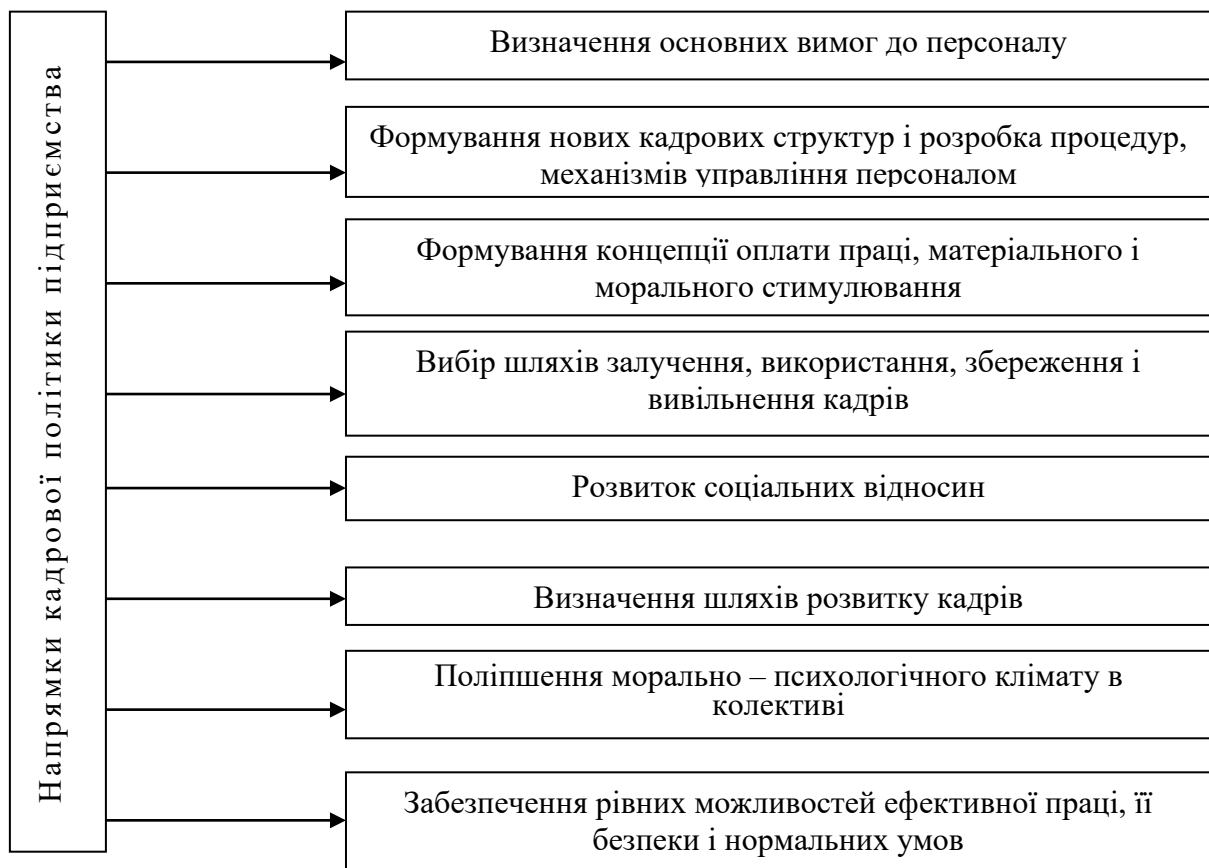 Напрямки кадрової політики підприємства
Визначення основних вимог до персоналу
Формування нових кадрових структур і розробка процедур,
механізмів управління персоналом
Формування концепції оплати праці, матеріального і
морального стимулювання
Вибір шляхів залучення, використання, збереження і
вивільнення кадрів
Розвиток соціальних відносин
Визначення шляхів розвитку кадрів
Поліпшення морально – психологічного клімату в
колективі
Забезпечення рівних можливостей ефективної праці, її
безпеки і нормальних умов